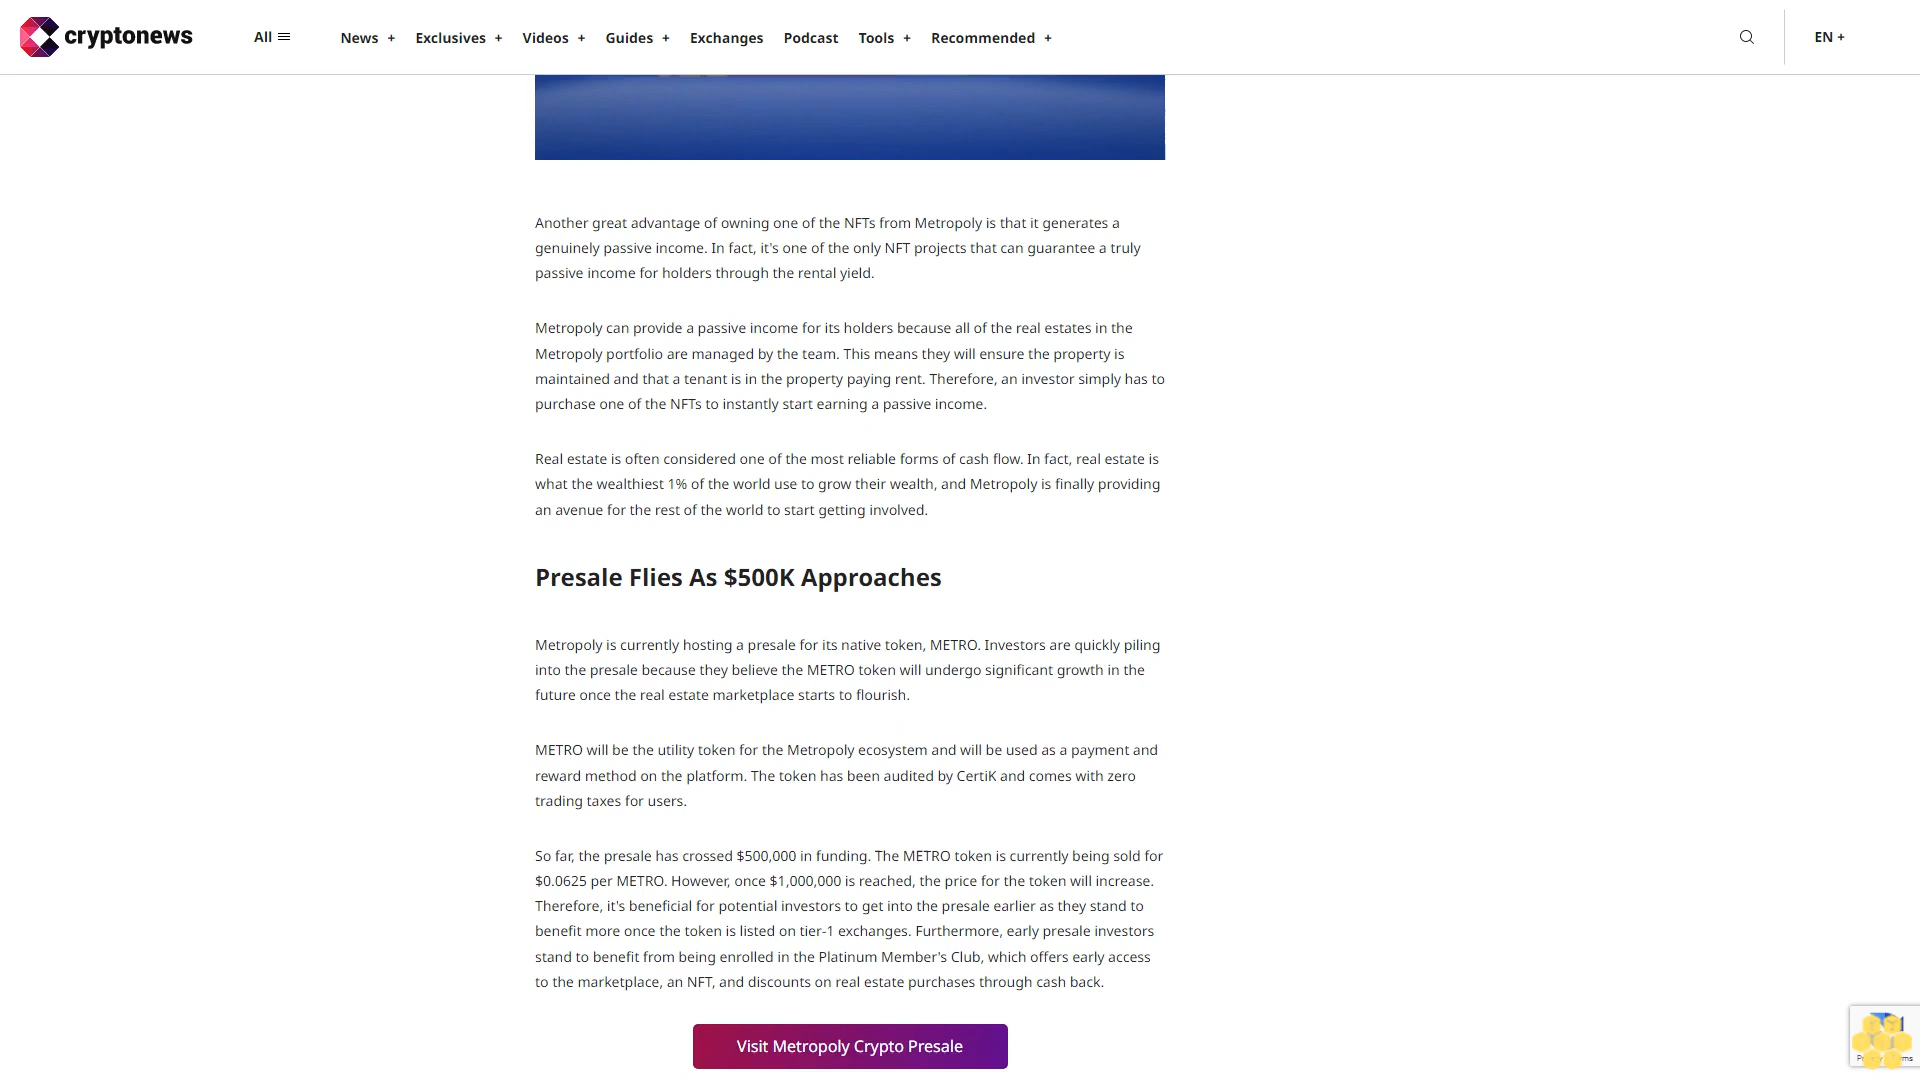 cryptonews
All
News +
Exclusives +
Videos +
Guides +
Exchanges
Podcast
Tools +
Recommended +
EN +
Another great advantage of owning one of the NFTs from Metropoly is that it generates a
genuinely passive income. In fact, it's one of the only NFT projects that can guarantee a truly
passive income for holders through the rental yield.
Metropoly can provide a passive income for its holders because all of the real estates in the
Metropoly portfolio are managed by the team. This means they will ensure the property is
maintained and that a tenant is in the property paying rent. Therefore, an investor simply has to
purchase one of the NFTs to instantly start earning a passive income.
Real estate is often considered one of the most reliable forms of cash flow. In fact, real estate is
what the wealthiest 1% of the world use to grow their wealth, and Metropoly is finally providing
an avenue for the rest of the world to start getting involved.
Presale Flies As $500K Approaches
Metropoly is currently hosting a presale for its native token, METRO. Investors are quickly piling
into the presale because they believe the METRO token will undergo significant growth in the
future once the real estate marketplace starts to flourish.
METRO will be the utility token for the Metropoly ecosystem and will be used as a payment and
reward method on the platform. The token has been audited by CertiK and comes with zero
trading taxes for users.
So far, the presale has crossed $500,000 in funding. The METRO token is currently being sold for
$0.0625 per METRO. However, once $1,000,000 is reached, the price for the token will increase.
Therefore, it's beneficial for potential investors to get into the presale earlier as they stand to
benefit more once the token is listed on tier-1 exchanges. Furthermore, early presale investors
stand to benefit from being enrolled in the Platinum Member's Club, which offers early access
to the marketplace, an NFT, and discounts on real estate purchases through cash back.
Visit Metropoly Crypto Presale